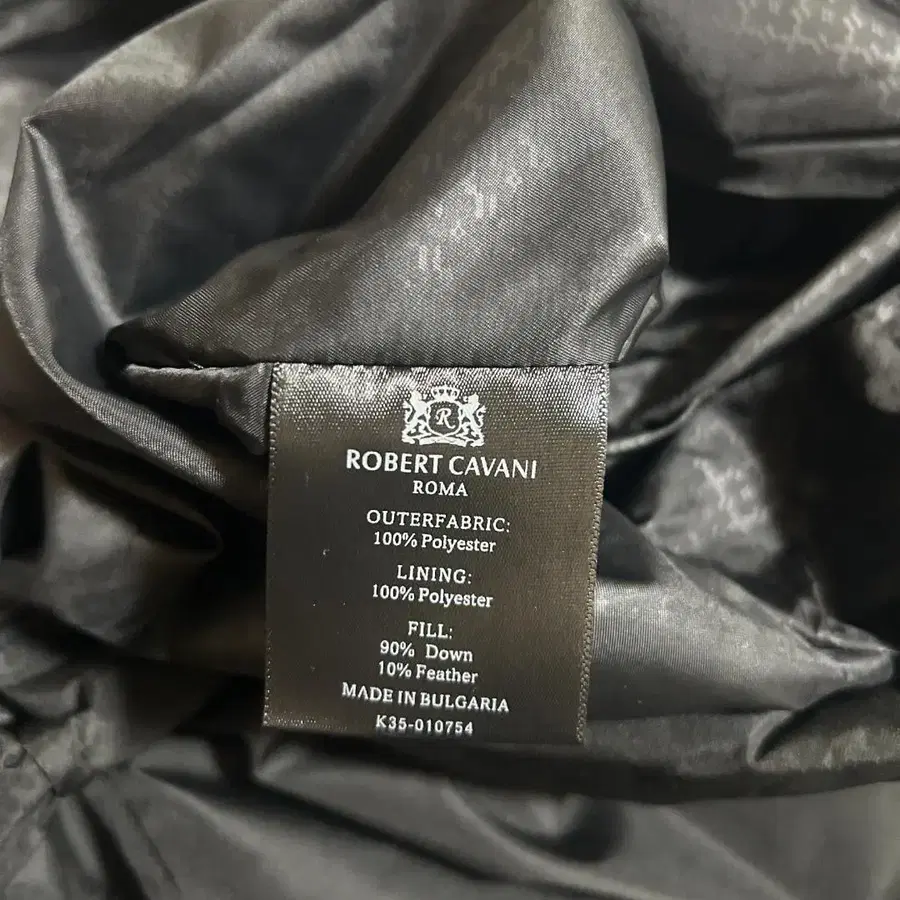 R
ROBERT CAVANI
ROMA
OUTERFABRIC:
100% Polyester
LINING:
100% Polyester
FILL:
90% Down
10% Feather
MADE IN BULGARIA
K35-010754